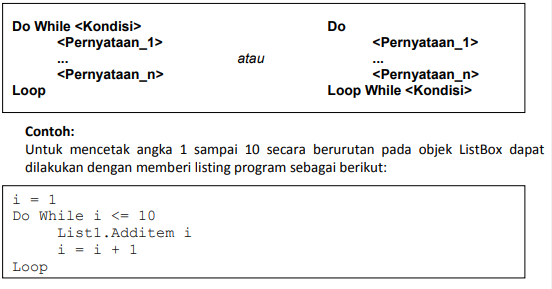 Do While <Kondisi>
<Pernyataan_1>
...
<Pernyataan_n>
Loop
atau
Do
<Pernyataan_1>
...
<Pernyataan_n>
Loop While <Kondisi>
Contoh:
Untuk mencetak angka 1 sampai 10 secara berurutan pada objek ListBox dapat
dilakukan dengan memberi listing program sebagai berikut:
i = 1
Do While i <= 10
List1.Additem i
i = i + 1
Loop